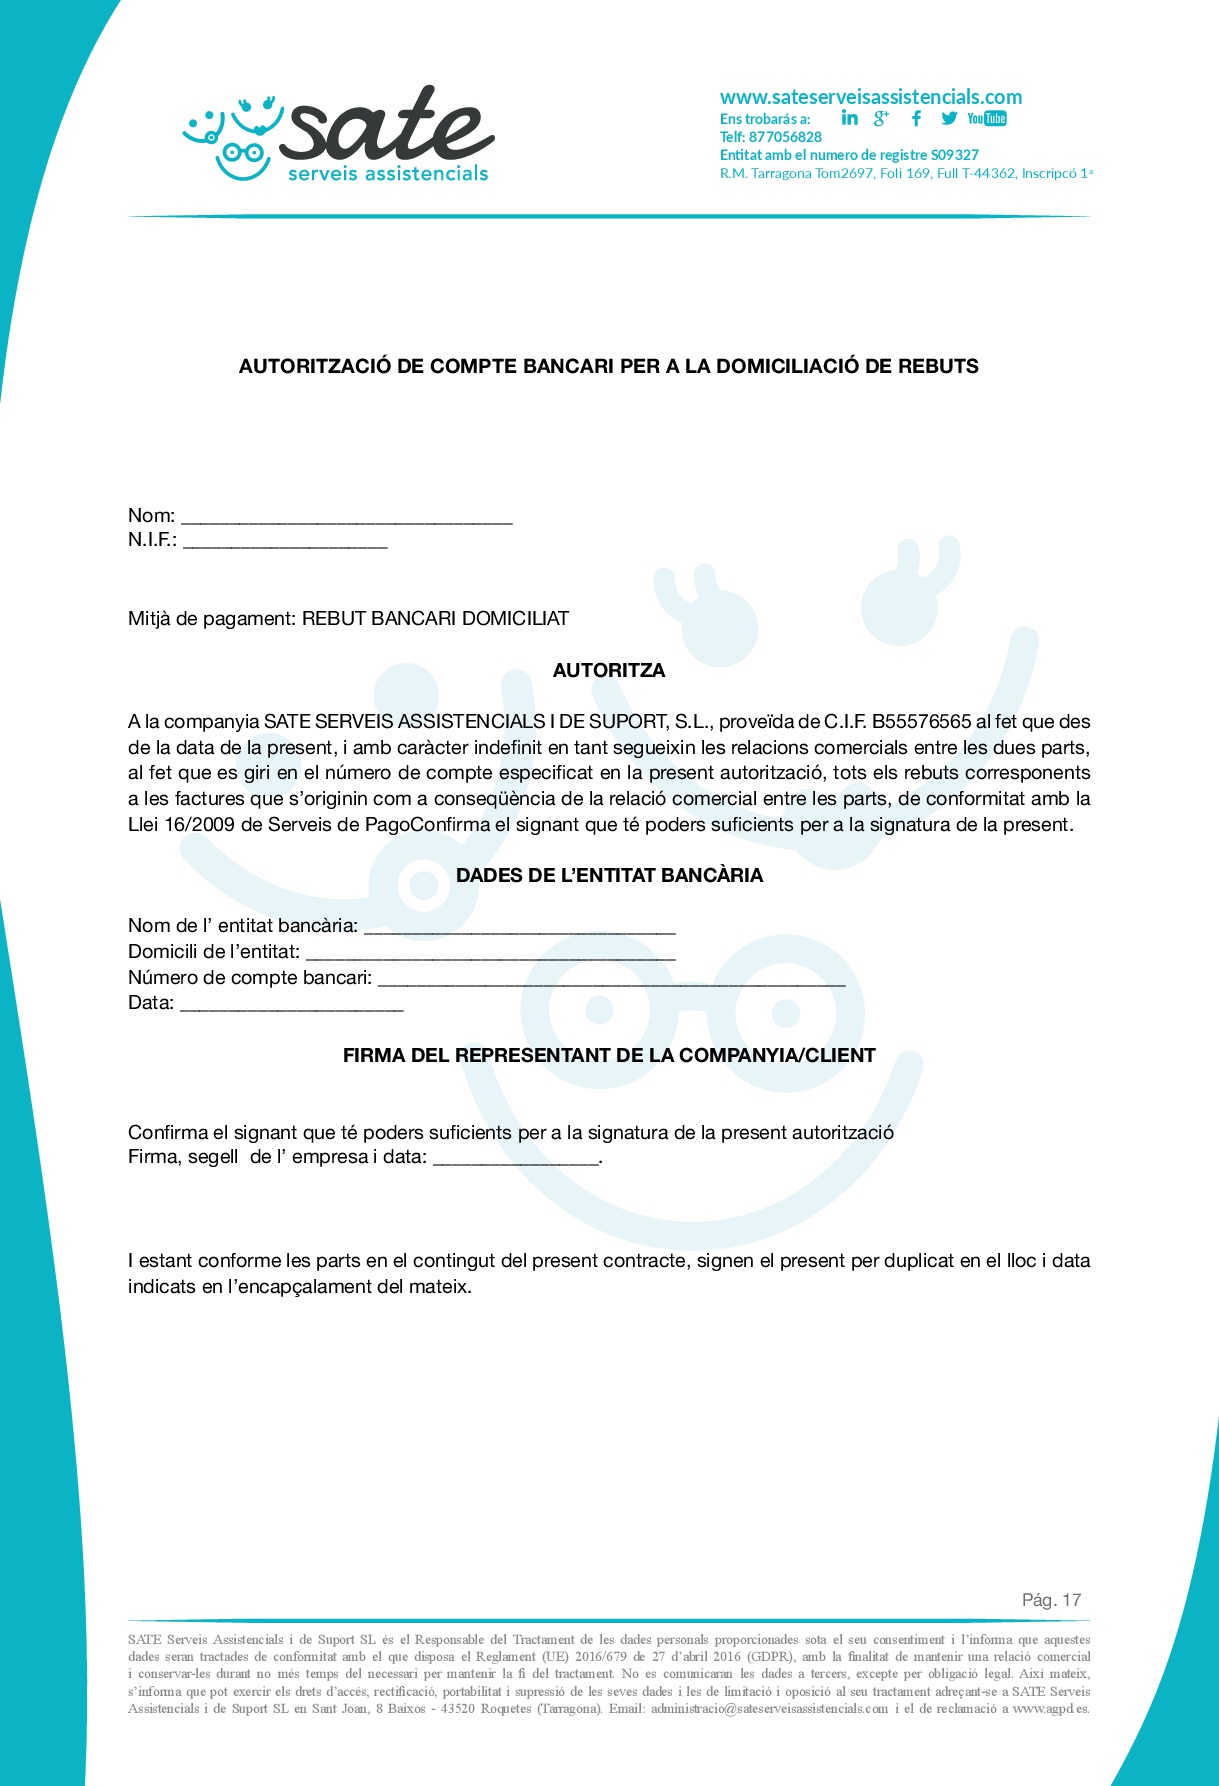 sate
serveis assistencials
www.sateserveisassistencials.com
Ens trobarás a: in g+ f YouTube
Telf: 877056828
Entitat amb el numero de registre S09327
R.M. Tarragona Tom2697, Foli 169, Full T-44362, Inscripcó 1ª
AUTORITZACIÓ DE COMPTE BANCARI PER A LA DOMICILIACIÓ DE REBUTS
Nom: __________________________________
N.I.F.: _____________________
Mitjà de pagament: REBUT BANCARI DOMICILIAT
AUTORITZA
A la companyia SATE SERVEIS ASSISTENCIALS I DE SUPORT, S.L., proveïda de C.I.F. B55576565 al fet que des
de la data de la present, i amb caràcter indefinit en tant segueixin les relacions comercials entre les dues parts,
al fet que es giri en el número de compte especificat en la present autorització, tots els rebuts corresponents
a les factures que s’originin com a conseqüència de la relació comercial entre les parts, de conformitat amb la
Llei 16/2009 de Serveis de PagoConfirma el signant que té poders suficients per a la signatura de la present.
DADES DE L’ENTITAT BANCÀRIA
Nom de l’ entitat bancària: ________________________________
Domicili de l’entitat: ______________________________________
Número de compte bancari: ________________________________________________
Data: _______________________
FIRMA DEL REPRESENTANT DE LA COMPANYIA/CLIENT
Confirma el signant que té poders suficients per a la signatura de la present autorització
Firma, segell  de l’ empresa i data: _________________.
I estant conforme les parts en el contingut del present contracte, signen el present per duplicat en el lloc i data
indicats en l’encapçalament del mateix.
Pág. 17
SATE Serveis Assistencials i de Suport SL és el Responsable del Tractament de les dades personals proporcionades sota el seu consentiment i l’informa que aquestes
dades seran tractades de conformitat amb el que disposa el Reglament (UE) 2016/679 de 27 d’abril 2016 (GDPR), amb la finalitat de mantenir una relació comercial
i conservar-les durant no més temps del necessari per mantenir la fi del tractament. No es comunicaran les dades a tercers, excepte per obligació legal. Així mateix,
s’informa que pot exercir els drets d’accés, rectificació, portabilitat i supressió de les seves dades i les de limitació i oposició al seu tractament adreçant-se a SATE Serveis
Assistencials i de Suport SL en Sant Joan, 8 Baixos - 43520 Roquetes (Tarragona). Email: administracio@sateserveisassistencials.com i el de reclamació a www.agpd.es.